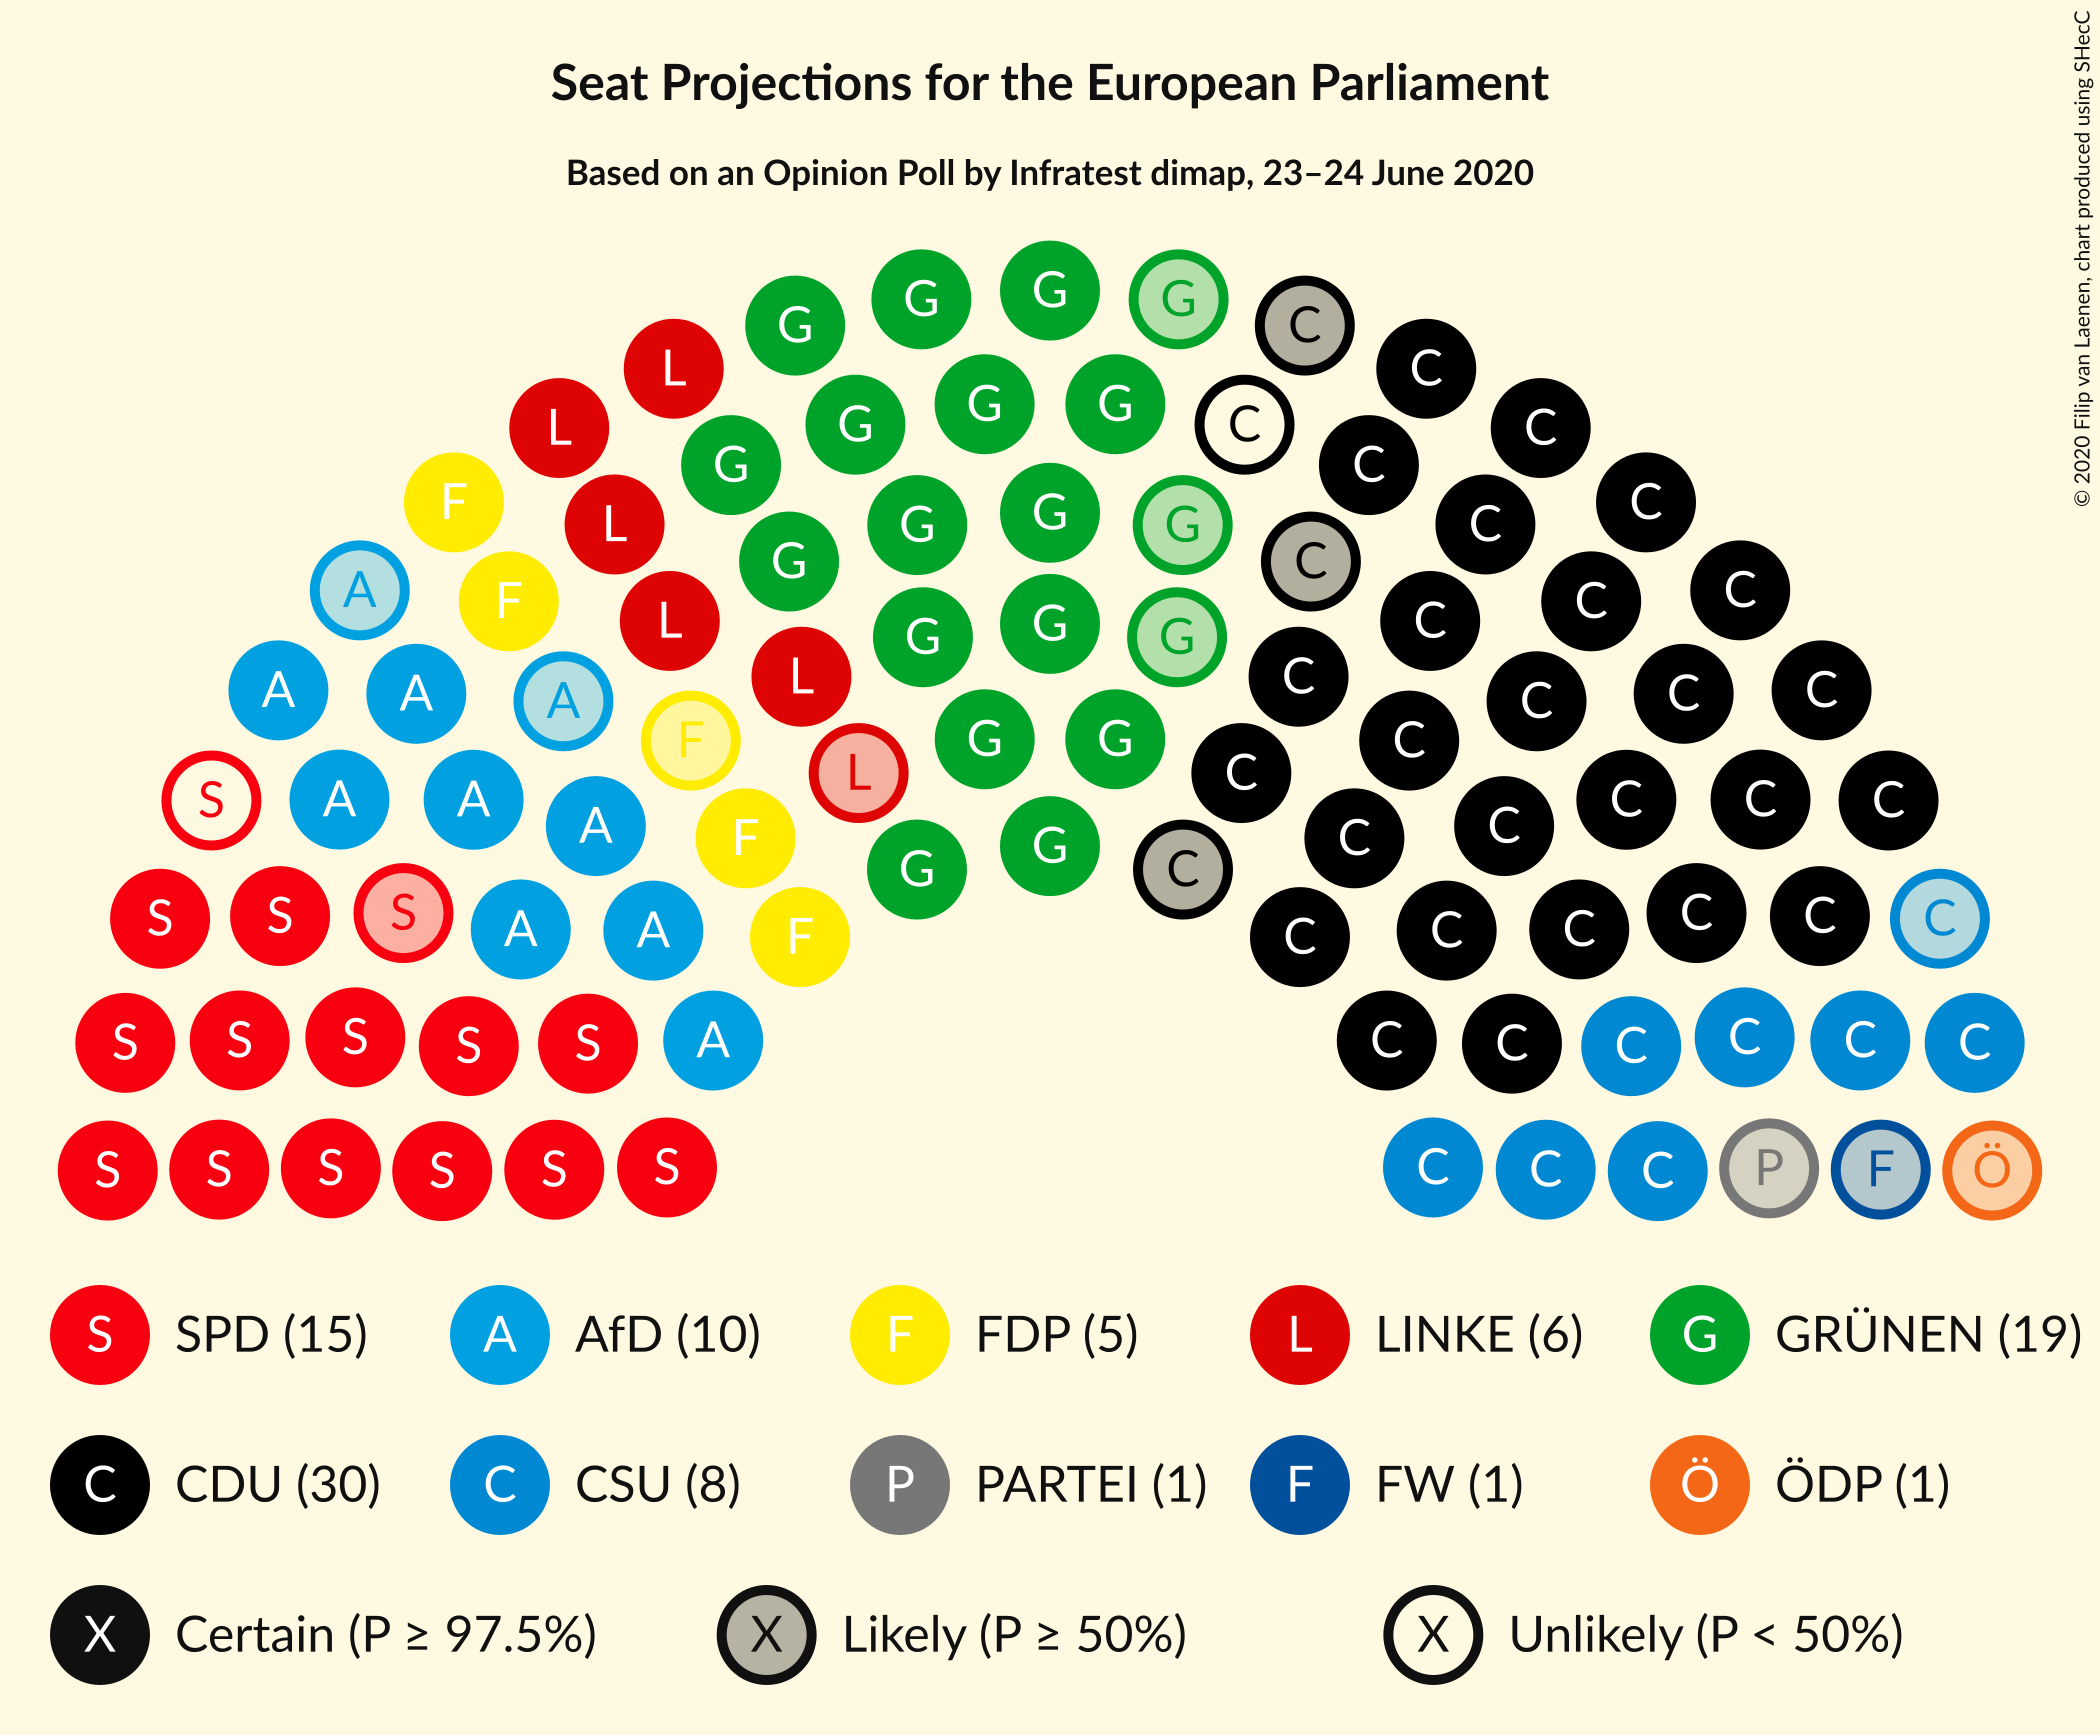 Seat Projections for the European Parliament
Based on an Opinion Poll by Infratest dimap, 23–24 June 2020
© 2020 Filip van Laenen, chart produced using SHecC
G G G G C
L G G G G C C
L G G G G C C C
F L G G G C C C
A F L G G G C C C
A A A F L L G G C C C C C C
S A A A F G G C C C C C C
S S S A A F C C C C C C
S S S S S A C C C C C C
S S S S S S C C C P F Ö
S SPD (15) A AfD (10) F FDP (5) L LINKE (6) G GRÜNEN (19)
C CDU (30) C CSU (8) P PARTEI (1) F FW (1) Ö ÖDP (1)
X Certain (P ≥ 97.5%) X Likely (P ≥ 50%) X Unlikely (P < 50%)